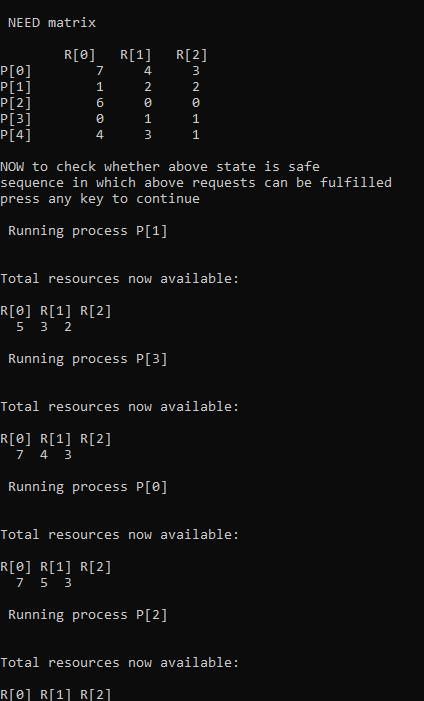 NEED matrix
R[0] R[1] R[2]
P[0] 7 4 3
P[1] 1 2 2
P[2] 6 0 0
P[3] 0 1 1
P[4] 4 3 1
NOW to check whether above state is safe
sequence in which above requests can be fulfilled
press any key to continue
Running process P[1]
Total resources now available:
R[0] R[1] R[2]
5 3 2
Running process P[3]
Total resources now available:
R[0] R[1] R[2]
7 4 3
Running process P[0]
Total resources now available:
R[0] R[1] R[2]
7 5 3
Running process P[2]
Total resources now available:
R[0] R[1] R[2]